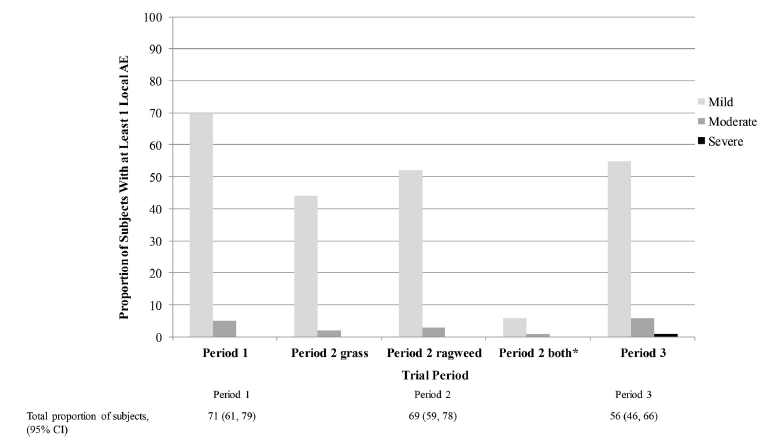 Proportion of Subjects With at Least 1 Local AE
100
90
80
70
60
50
40
30
20
10
0
Mild
Moderate
Severe
Period 1 Period 2 grass Period 2 ragweed Period 2 both* Period 3
Trial Period
Period 1 Period 2 Period 3
Total proportion of subjects, 71 (61, 79) 69 (59, 78) 56 (46, 66)
(95% CI)